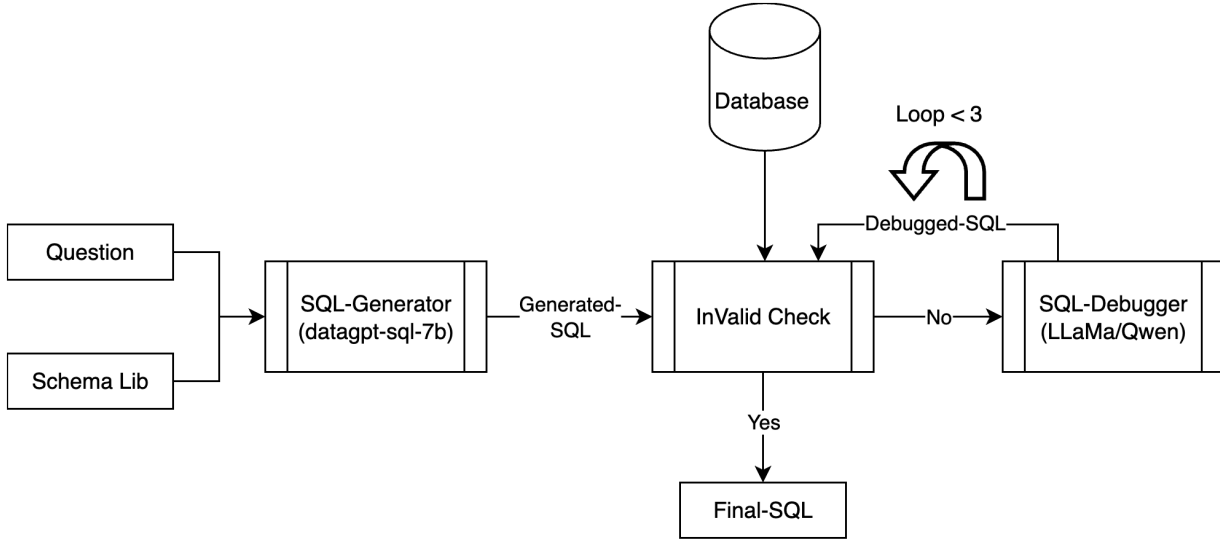 Database
Loop < 3
Debugged-SQL
Question
SQL-Generator
(datagpt-sql-7b)
Generated-
SQL
InValid Check
No
SQL-Debugger
(LLaMa/Qwen)
Schema Lib
Yes
Final-SQL